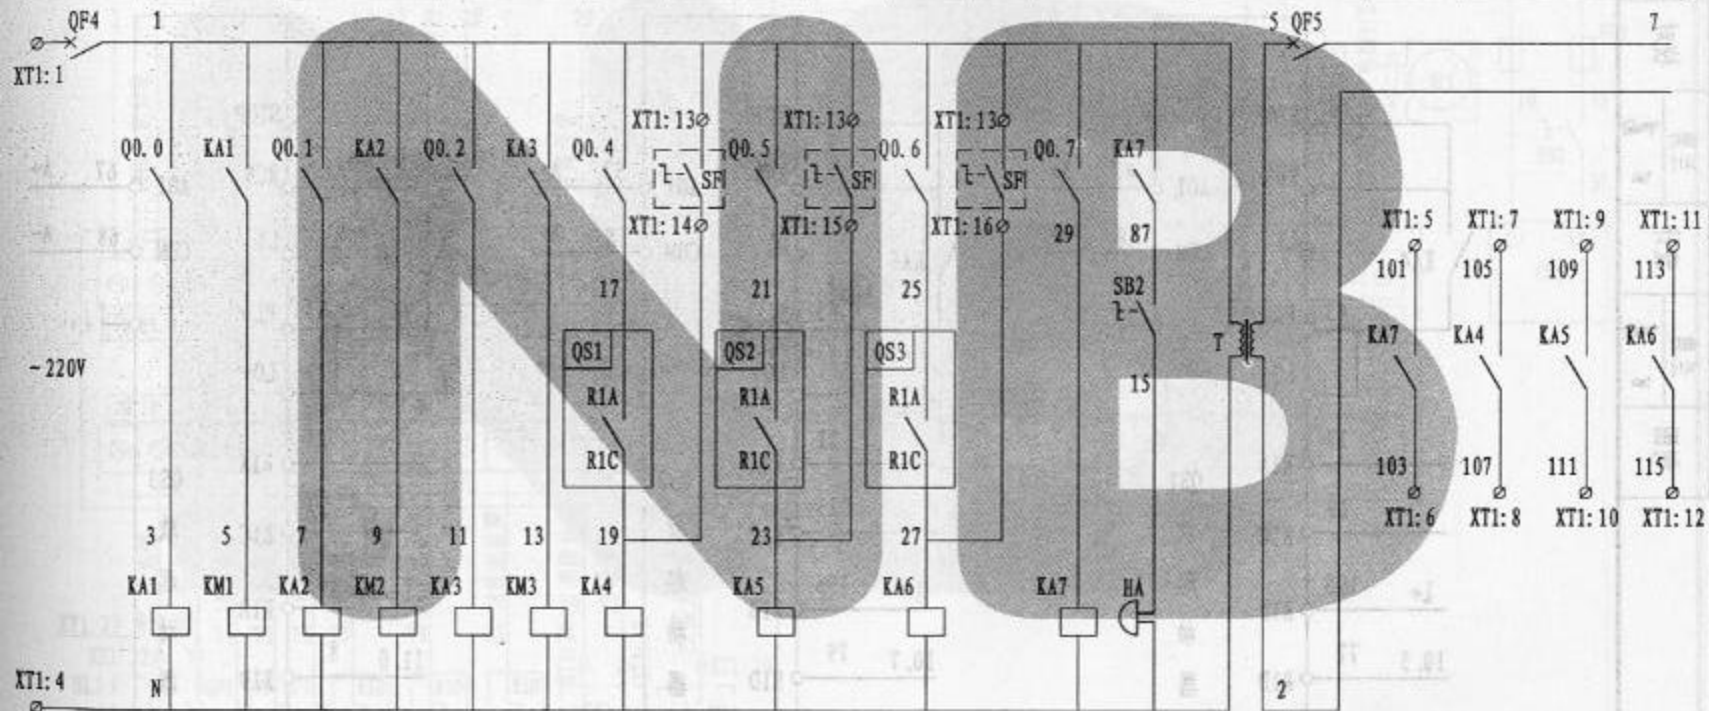 QF4 1 5 QF5 7
XT1:1
XT1:13 XT1:13 XT1:13
Q0.0 KA1 Q0.1 KA2 Q0.2 KA3 Q0.4 SF Q0.5 SF Q0.6 SF Q0.7 KA7
XT1:14 XT1:15 XT1:16 29 87 XT1:5 XT1:7 XT1:9 XT1:11
101 105 109 113
17 21 25 SB2
~220V QS1 QS2 QS3 T KA7 KA4 KA5 KA6
R1A R1A R1A 15
R1C R1C R1C 103 107 111 115
XT1:6 XT1:8 XT1:10 XT1:12
3 5 7 9 11 13 19 23 27
KA1 KM1 KA2 KM2 KA3 KM3 KA4 KA5 KA6 KA7 HA
XT1:4 N 2
NB